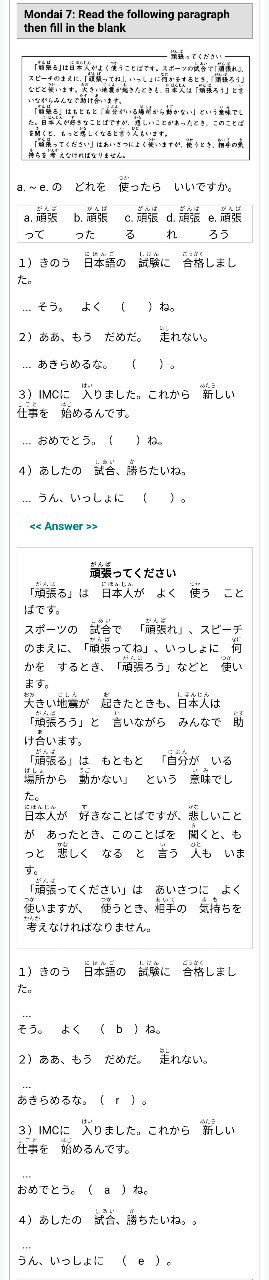 Mondai 7: Read the following paragraph
then fill in the blank
頑張ってください
「頑張る」は日本人が よく 使う ことばです。スポーツの試合で「頑張れ」、
スピーチのまえに、「頑張ってね」、いっしょに 何かをするとき、「頑張ろう」
などと 使います。大きい地震が起きたときも、日本人は「頑張ろう」と言
いながらみんなで助け合います。
「頑張る」はもともと「自分がいる場所から動かない」という意味でし
た。日本人が好きなことばですが、悲しいことがあったとき、このことば
を聞くと、もっと悲しくなると言う人もいます。
「頑張ってください」はあいさつによく使いますが、使うとき、相手の気
持ちを 考えなければなりません。
a. ~ e. の どれを 使ったら いいですか。
a. 頑張 b. 頑張 c. 頑張 d. 頑張 e. 頑張
って った る れ ろう
1）きのう 日本語の 試験に 合格しまし
た。
... そう。 よく （ ）ね。
2）ああ、もう だめだ。 走れない。
... あきらめるな。 （ ）。
3）IMCに 入りました。これから 新しい
仕事を 始めるんです。
... おめでとう。（ ）ね。
4）あしたの 試合、勝ちたいね。
... うん、いっしょに （ ）。
<< Answer >>
頑張ってください
「頑張る」は 日本人が よく 使う こと
ばです。
スポーツの 試合で 「頑張れ」、スピーチ
のまえに、「頑張ってね」、いっしょに 何
かを するとき、「頑張ろう」などと 使い
ます。
大きい地震が 起きたときも、日本人は
「頑張ろう」と 言いながら みんなで 助
け合います。
「頑張る」は もともと 「自分が いる
場所から 動かない」 という 意味でし
た。
日本人が 好きなことばですが、悲しいこと
が あったとき、このことばを 聞くと、も
っと 悲しく なる と 言う 人も いま
す。
「頑張ってください」は あいさつに よく
使いますが、 使うとき、相手の 気持ちを
考えなければなりません。
1）きのう 日本語の 試験に 合格しまし
た。
...
そう。 よく （ b ）ね。
2）ああ、もう だめだ。 走れない。
...
あきらめるな。（ r ）。
3）IMCに 入りました。これから 新しい
仕事を 始めるんです。
...
おめでとう。（ a ）ね。
4）あしたの 試合、勝ちたいね。。
...
うん、いっしょに （ e ）。